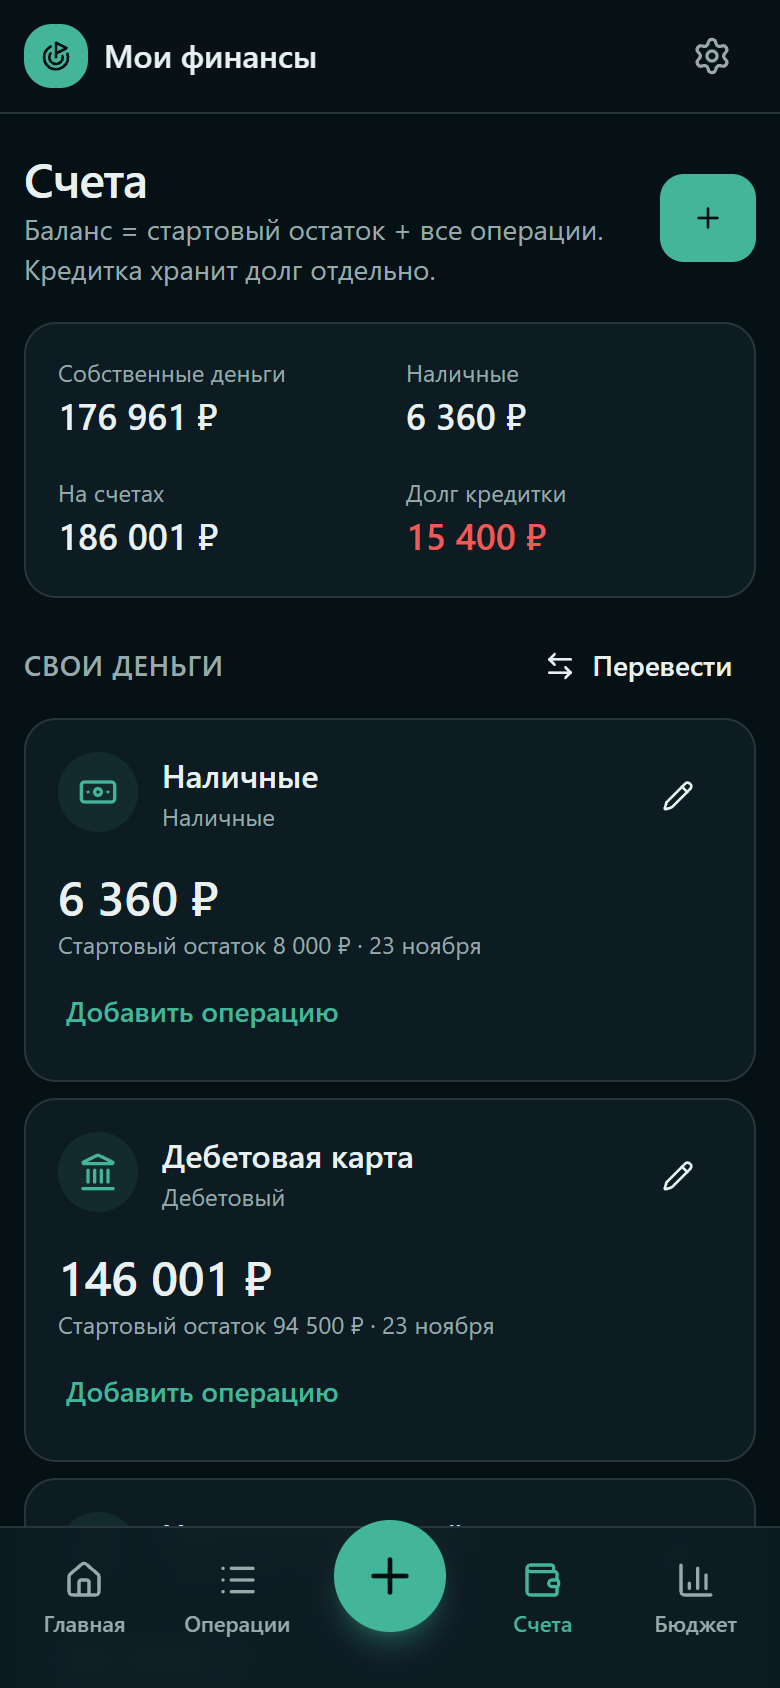 Мои финансы
Счета
Баланс = стартовый остаток + все операции.
Кредитка хранит долг отдельно.
Собственные деньги
176 961 ₽
Наличные
6 360 ₽
На счетах
186 001 ₽
Долг кредитки
15 400 ₽
СВОИ ДЕНЬГИ
Перевести
Наличные
Наличные
6 360 ₽
Стартовый остаток 8 000 ₽ · 23 ноября
Добавить операцию
Дебетовая карта
Дебетовый
146 001 ₽
Стартовый остаток 94 500 ₽ · 23 ноября
Добавить операцию
Главная
Операции
Счета
Бюджет